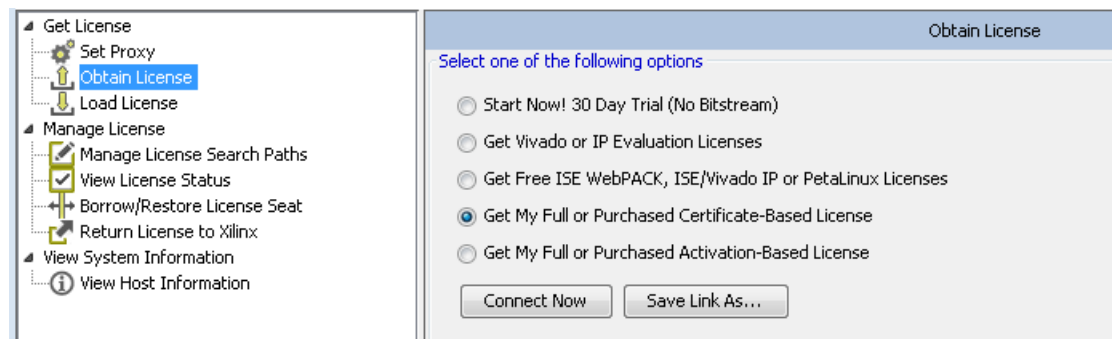 Get License
Set Proxy
Obtain License
Load License
Manage License
Manage License Search Paths
View License Status
Borrow/Restore License Seat
Return License to Xilinx
View System Information
View Host Information
Obtain License
Select one of the following options
Start Now! 30 Day Trial (No Bitstream)
Get Vivado or IP Evaluation Licenses
Get Free ISE WebPACK, ISE/Vivado IP or PetaLinux Licenses
Get My Full or Purchased Certificate-Based License
Get My Full or Purchased Activation-Based License
Connect Now Save Link As...